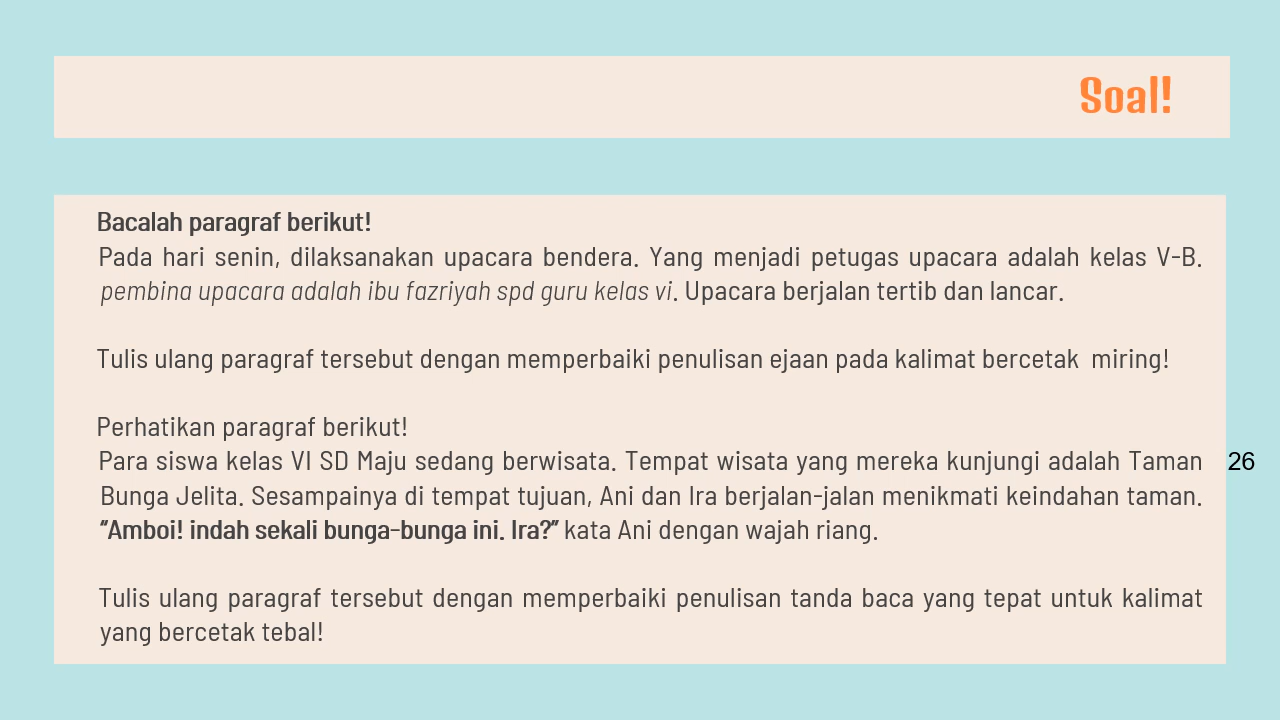 Soal!
Bacalah paragraf berikut!
Pada hari senin, dilaksanakan upacara bendera. Yang menjadi petugas upacara adalah kelas V-B.
pembina upacara adalah ibu fazriyah spd guru kelas vi. Upacara berjalan tertib dan lancar.
Tulis ulang paragraf tersebut dengan memperbaiki penulisan ejaan pada kalimat bercetak  miring!
Perhatikan paragraf berikut!
Para siswa kelas VI SD Maju sedang berwisata. Tempat wisata yang mereka kunjungi adalah Taman
Bunga Jelita. Sesampainya di tempat tujuan, Ani dan Ira berjalan-jalan menikmati keindahan taman.
“Amboi! indah sekali bunga-bunga ini. Ira?” kata Ani dengan wajah riang.
Tulis ulang paragraf tersebut dengan memperbaiki penulisan tanda baca yang tepat untuk kalimat
yang bercetak tebal!
26